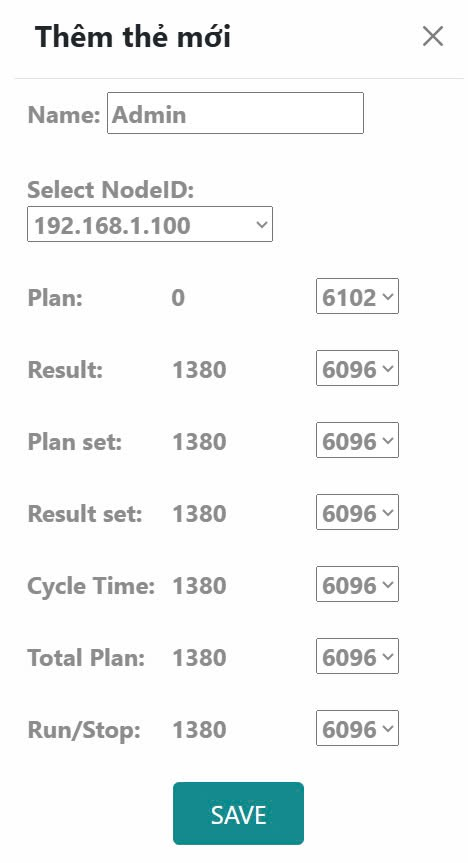 Thêm thẻ mới
Name: Admin
Select NodeID:
192.168.1.100
Plan: 0 6102
Result: 1380 6096
Plan set: 1380 6096
Result set: 1380 6096
Cycle Time: 1380 6096
Total Plan: 1380 6096
Run/Stop: 1380 6096
SAVE